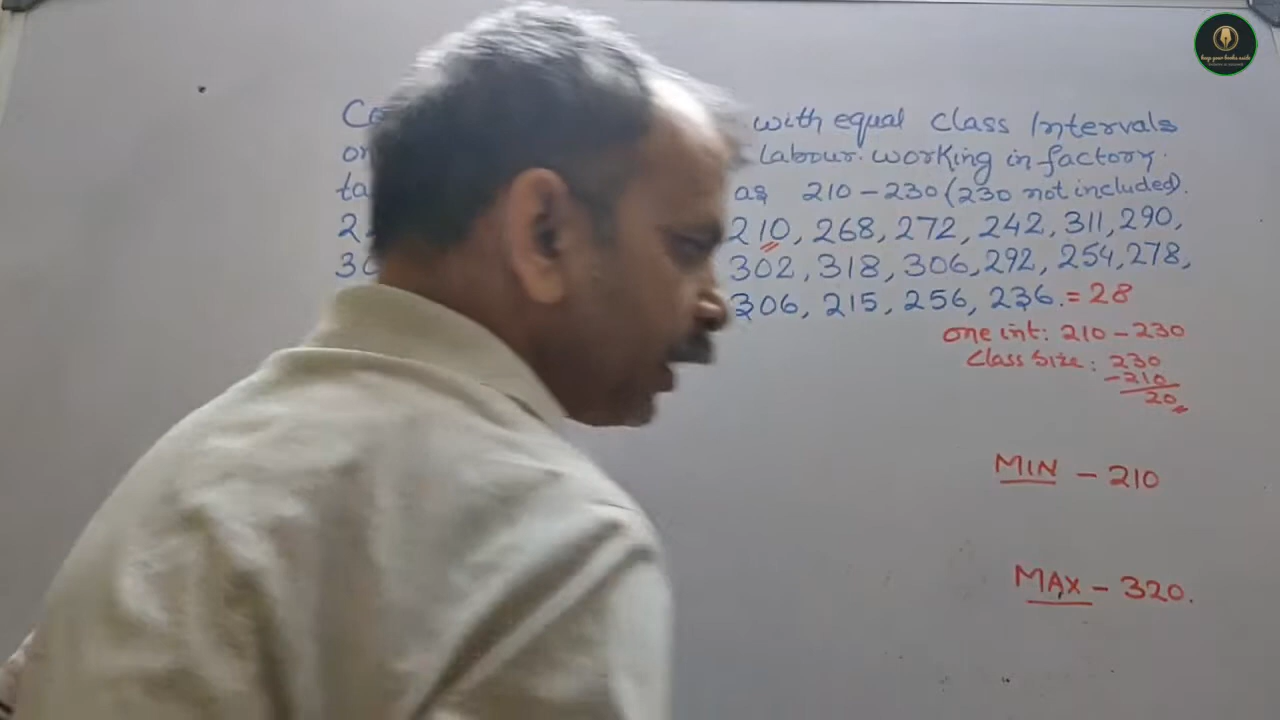 with equal Class Intervals
Labour working in factory.
as 210-230 (230 not included).
210, 268, 272, 242, 311, 290,
302, 318, 306, 292, 254, 278,
306, 215, 256, 236. = 28
one int: 210-230
Class Size: 230
-210
20
MIN - 210
MAX - 320.